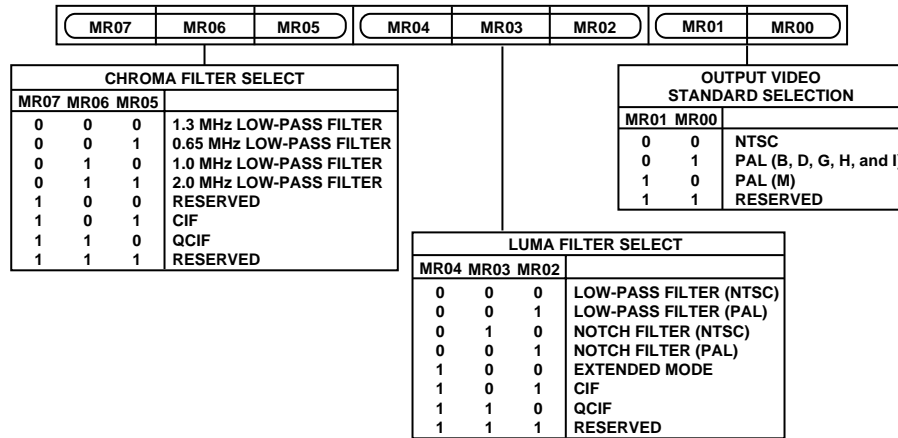 MR07 MR06 MR05 MR04 MR03 MR02 MR01 MR00
CHROMA FILTER SELECT
MR07 MR06 MR05
0 0 0 1.3 MHz LOW-PASS FILTER
0 0 1 0.65 MHz LOW-PASS FILTER
0 1 0 1.0 MHz LOW-PASS FILTER
0 1 1 2.0 MHz LOW-PASS FILTER
1 0 0 RESERVED
1 0 1 CIF
1 1 0 QCIF
1 1 1 RESERVED
OUTPUT VIDEO
STANDARD SELECTION
MR01 MR00
0 0 NTSC
0 1 PAL (B, D, G, H, and I)
1 0 PAL (M)
1 1 RESERVED
LUMA FILTER SELECT
MR04 MR03 MR02
0 0 0 LOW-PASS FILTER (NTSC)
0 0 1 LOW-PASS FILTER (PAL)
0 1 0 NOTCH FILTER (NTSC)
0 0 1 NOTCH FILTER (PAL)
1 0 0 EXTENDED MODE
1 0 1 CIF
1 1 0 QCIF
1 1 1 RESERVED